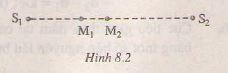 S₁ S₂
M₁ M₂
Hình 8.2